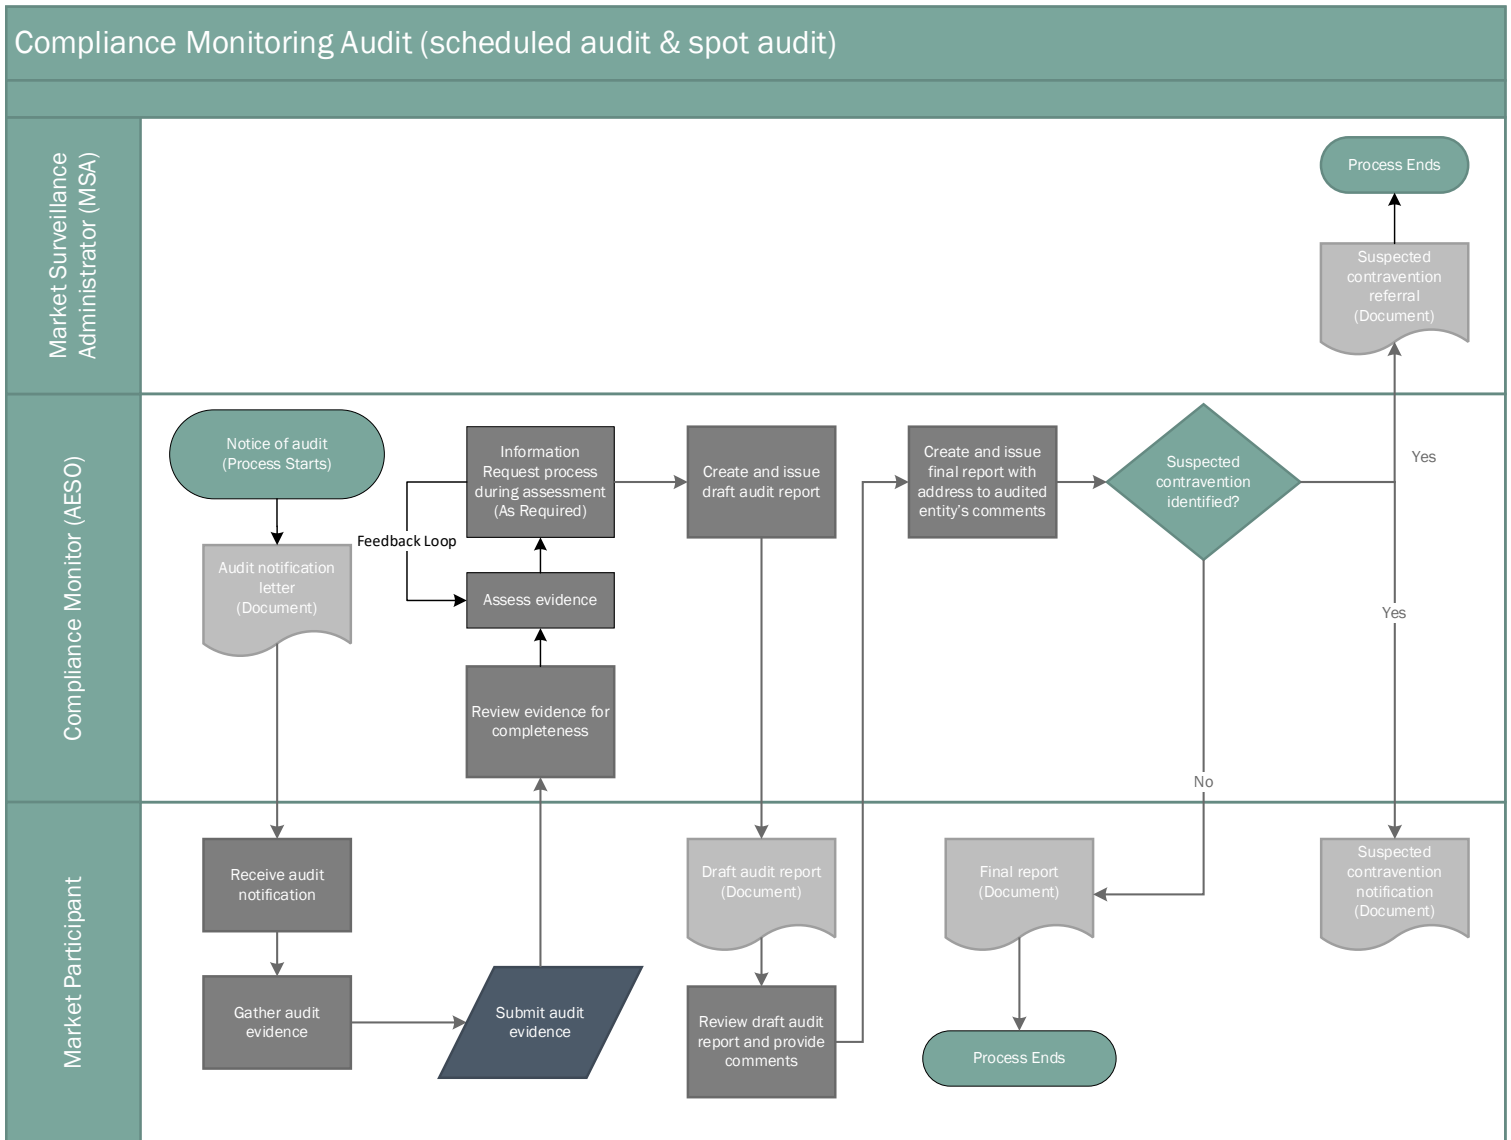 Compliance Monitoring Audit (scheduled audit & spot audit)
Market Surveillance
Administrator (MSA)
Process Ends
Suspected
contravention
referral
(Document)
Compliance Monitor (AESO)
Notice of audit
(Process Starts)
Audit notification
letter
(Document)
Feedback Loop
Information
Request process
during assessment
(As Required)
Assess evidence
Review evidence for
completeness
Create and issue
draft audit report
Create and issue
final report with
address to audited
entity's comments
Suspected
contravention
identified?
Yes
Yes
No
Market Participant
Receive audit
notification
Gather audit
evidence
Submit audit
evidence
Draft audit report
(Document)
Review draft audit
report and provide
comments
Final report
(Document)
Process Ends
Suspected
contravention
notification
(Document)